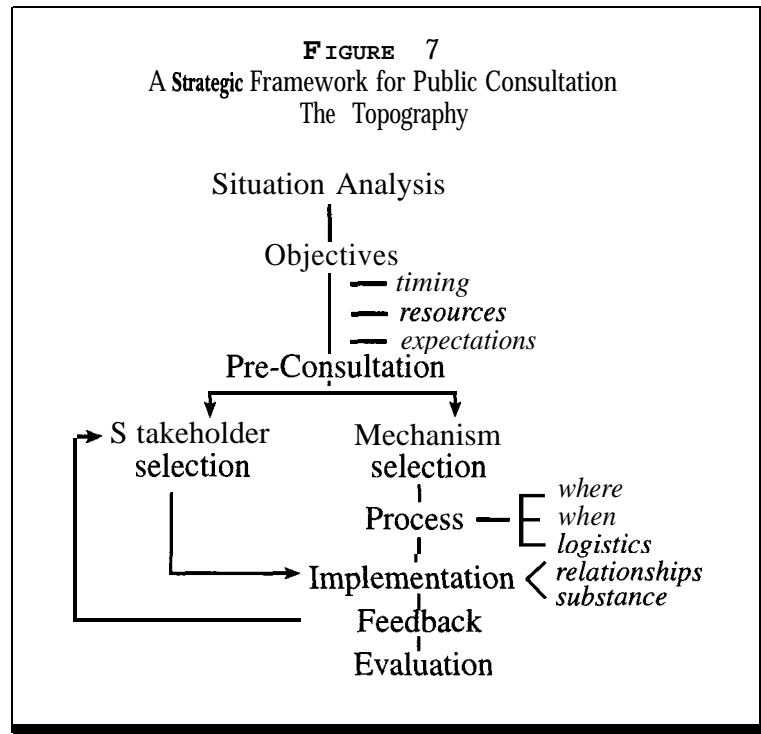 FIGURE 7
A Strategic Framework for Public Consultation
The Topography
Situation Analysis
Objectives
timing
resources
expectations
Pre-Consultation
S takeholder
selection
Mechanism
selection
Process
where
when
logistics
Implementation
relationships
substance
Feedback
Evaluation